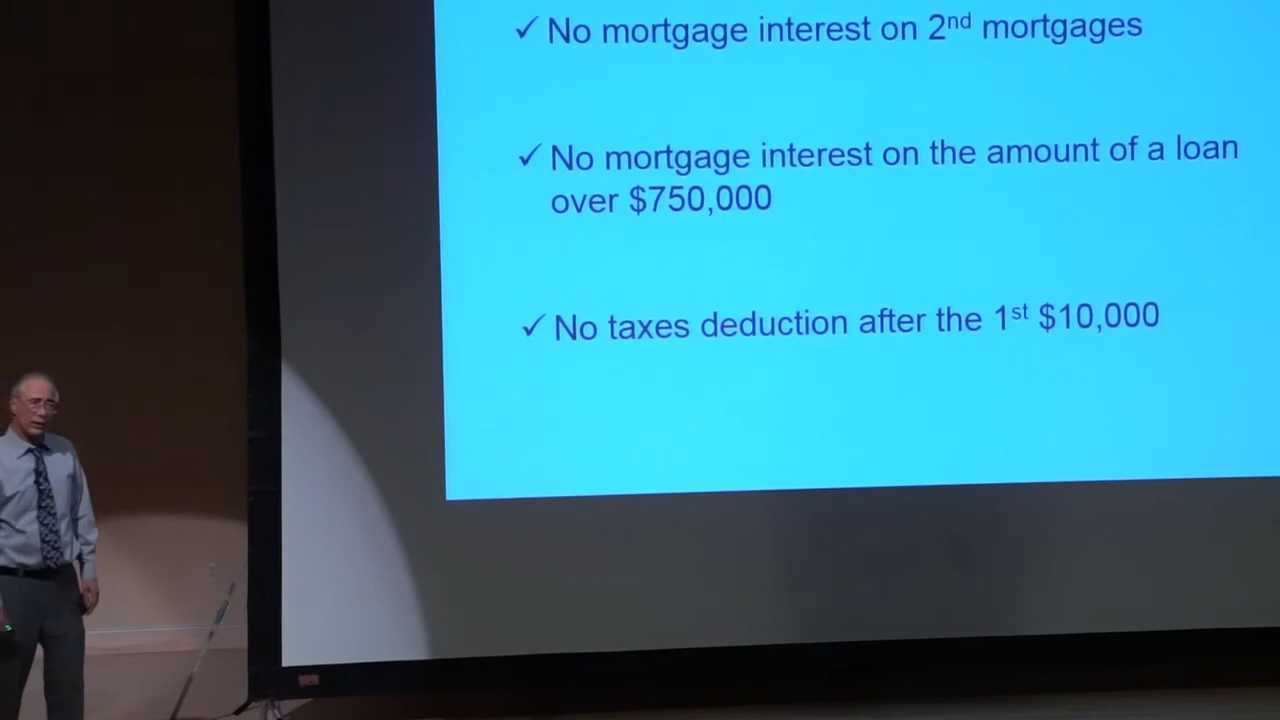 ✓ No mortgage interest on 2nd mortgages
✓ No mortgage interest on the amount of a loan
over $750,000
✓ No taxes deduction after the 1st $10,000